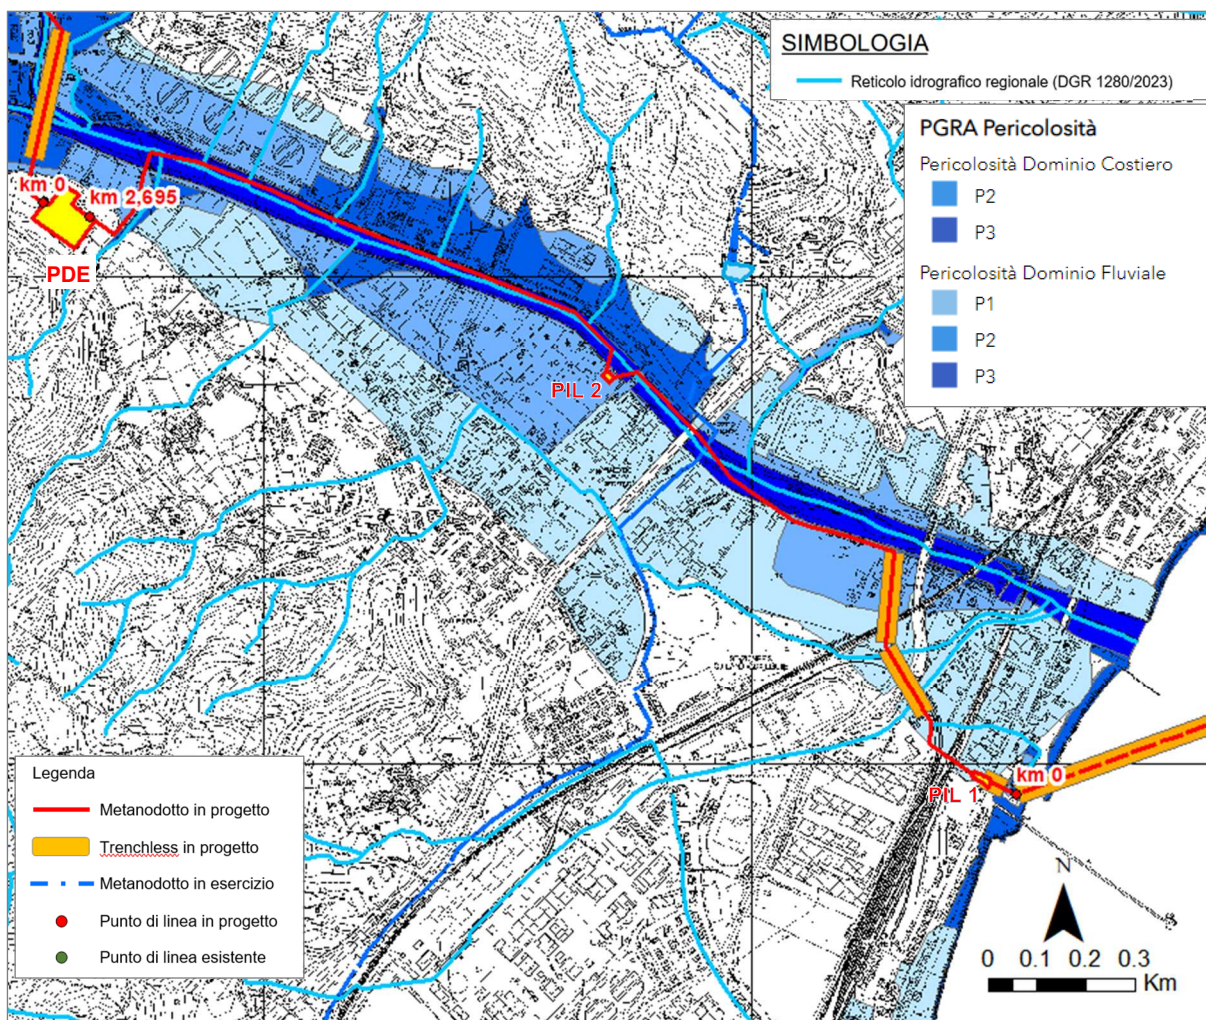 SIMBOLOGIA
Reticolo idrografico regionale (DGR 1280/2023)
PGRA Pericolosità
Pericolosità Dominio Costiero
P2
P3
Pericolosità Dominio Fluviale
P1
P2
P3
km 0
km 2,695
PDE
PIL 2
km 0
PIL 1
Legenda
Metanodotto in progetto
Trenchless in progetto
Metanodotto in esercizio
Punto di linea in progetto
Punto di linea esistente
N
0 0.1 0.2 0.3
Km